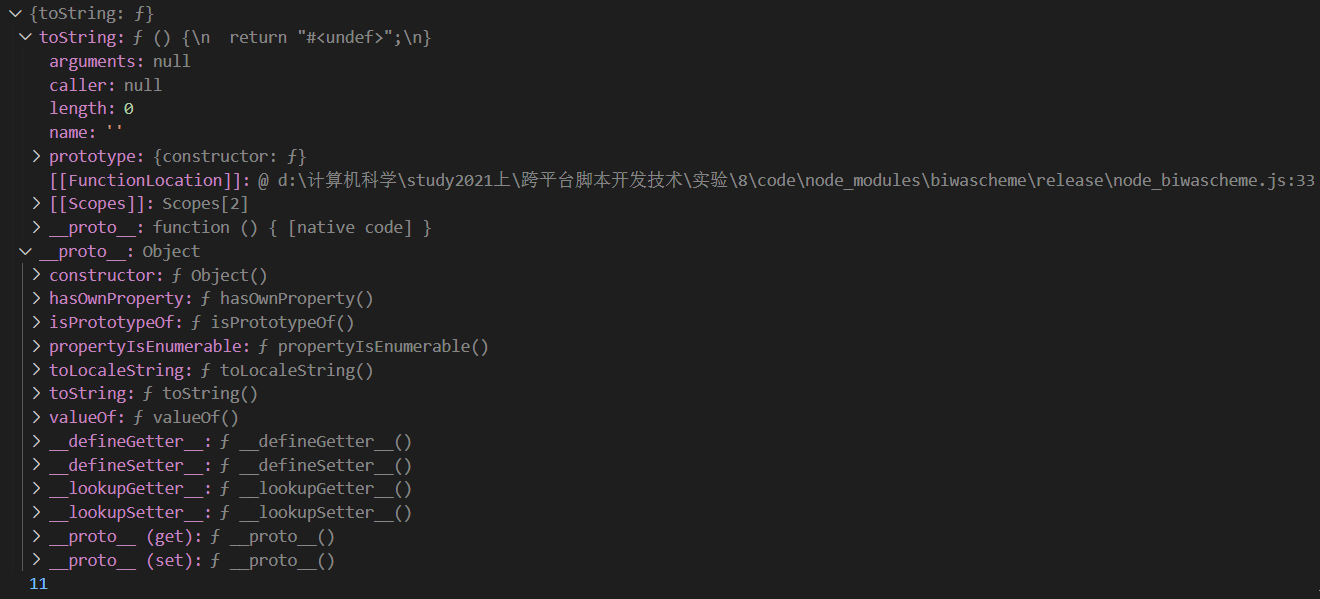 {toString: ƒ}
toString: ƒ () {\n  return "#<undef>";\n}
arguments: null
caller: null
length: 0
name: ''
prototype: {constructor: ƒ}
[[FunctionLocation]]: @ d:\计算机科学\study2021上\跨平台脚本开发技术\实验\8\code\node_modules\biwascheme\release\node_biwascheme.js:33
[[Scopes]]: Scopes[2]
__proto__: function () { [native code] }
__proto__: Object
constructor: ƒ Object()
hasOwnProperty: ƒ hasOwnProperty()
isPrototypeOf: ƒ isPrototypeOf()
propertyIsEnumerable: ƒ propertyIsEnumerable()
toLocaleString: ƒ toLocaleString()
toString: ƒ toString()
valueOf: ƒ valueOf()
__defineGetter__: ƒ __defineGetter__()
__defineSetter__: ƒ __defineSetter__()
__lookupGetter__: ƒ __lookupGetter__()
__lookupSetter__: ƒ __lookupSetter__()
__proto__ (get): ƒ __proto__()
__proto__ (set): ƒ __proto__()
11